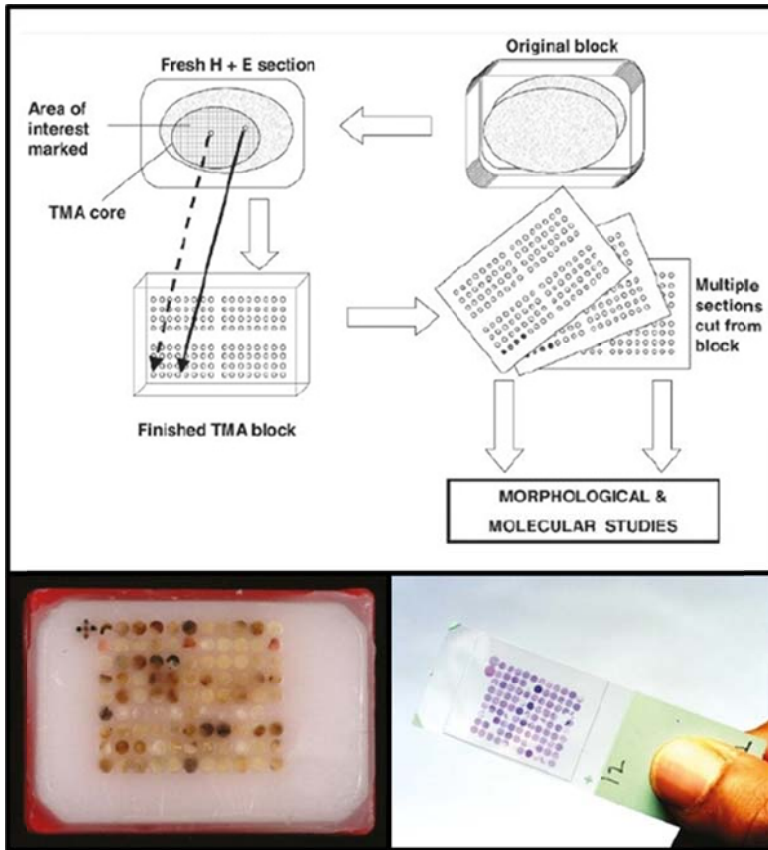 Original block
Fresh H + E section
Area of
interest
marked
TMA core
Multiple
sections
cut from
block
Finished TMA block
MORPHOLOGICAL &
MOLECULAR STUDIES
12